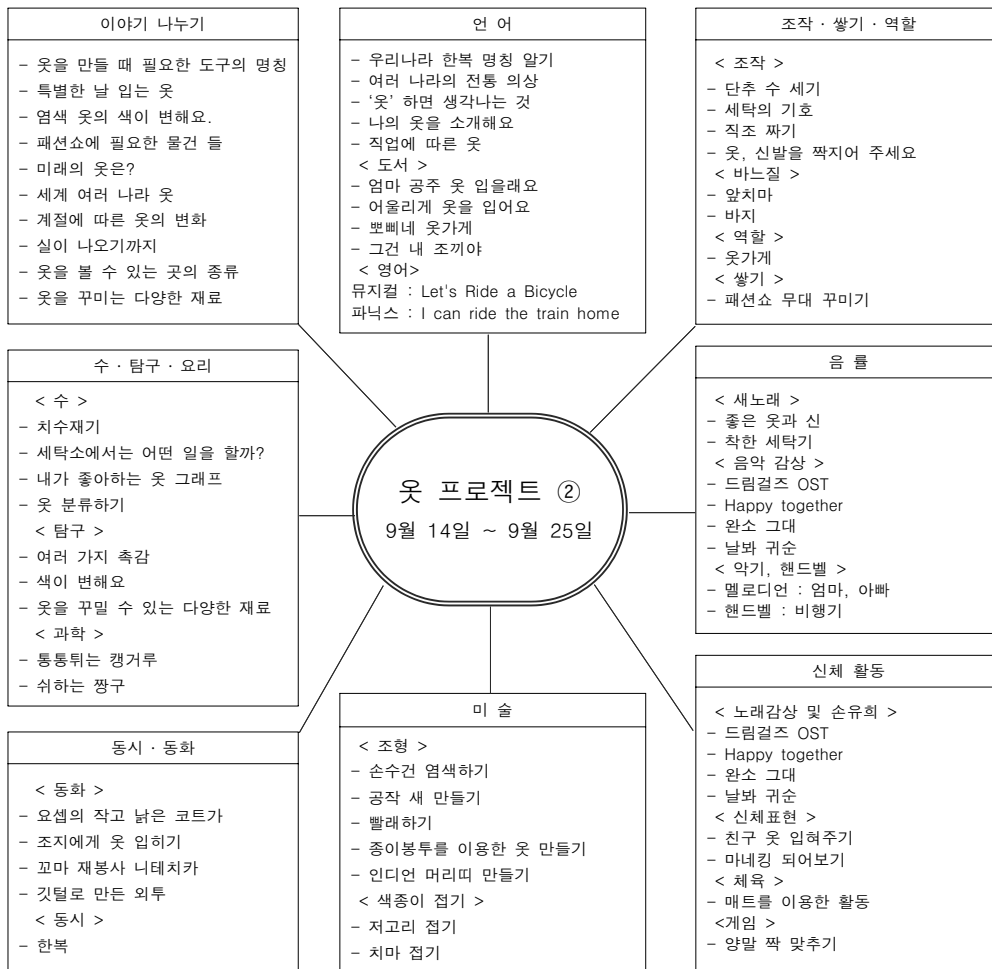 이야기 나누기
- 옷을 만들 때 필요한 도구의 명칭
- 특별한 날 입는 옷
- 염색 옷의 색이 변해요.
- 패션쇼에 필요한 물건 들
- 미래의 옷은?
- 세계 여러 나라 옷
- 계절에 따른 옷의 변화
- 실이 나오기까지
- 옷을 볼 수 있는 곳의 종류
- 옷을 꾸미는 다양한 재료
언 어
- 우리나라 한복 명칭 알기
- 여러 나라의 전통 의상
- ‘옷’ 하면 생각나는 것
- 나의 옷을 소개해요
- 직업에 따른 옷
< 도서 >
- 엄마 공주 옷 입을래요
- 어울리게 옷을 입어요
- 뽀삐네 옷가게
- 그건 내 조끼야
< 영어>
뮤지컬 : Let's Ride a Bicycle
파닉스 : I can ride the train home
조작 · 쌓기 · 역할
< 조작 >
- 단추 수 세기
- 세탁의 기호
- 직조 짜기
- 옷, 신발을 짝지어 주세요
< 바느질 >
- 앞치마
- 바지
< 역할 >
- 옷가게
< 쌓기 >
- 패션쇼 무대 꾸미기
수 · 탐구 · 요리
< 수 >
- 치수재기
- 세탁소에서는 어떤 일을 할까?
- 내가 좋아하는 옷 그래프
- 옷 분류하기
< 탐구 >
- 여러 가지 촉감
- 색이 변해요
- 옷을 꾸밀 수 있는 다양한 재료
< 과학 >
- 통통튀는 캥거루
- 쉬하는 짱구
옷 프로젝트 ②
9월 14일 ~ 9월 25일
음 률
< 새노래 >
- 좋은 옷과 신
- 착한 세탁기
< 음악 감상 >
- 드림걸즈 OST
- Happy together
- 완소 그대
- 날봐 귀순
< 악기, 핸드벨 >
- 멜로디언 : 엄마, 아빠
- 핸드벨 : 비행기
동시 · 동화
< 동화 >
- 요셉의 작고 낡은 코트가
- 조지에게 옷 입히기
- 꼬마 재봉사 니테치카
- 깃털로 만든 외투
< 동시 >
- 한복
미 술
< 조형 >
- 손수건 염색하기
- 공작 새 만들기
- 빨래하기
- 종이봉투를 이용한 옷 만들기
- 인디언 머리띠 만들기
< 색종이 접기 >
- 저고리 접기
- 치마 접기
신체 활동
< 노래감상 및 손유희 >
- 드림걸즈 OST
- Happy together
- 완소 그대
- 날봐 귀순
< 신체표현 >
- 친구 옷 입혀주기
- 마네킹 되어보기
< 체육 >
- 매트를 이용한 활동
<게임 >
- 양말 짝 맞추기